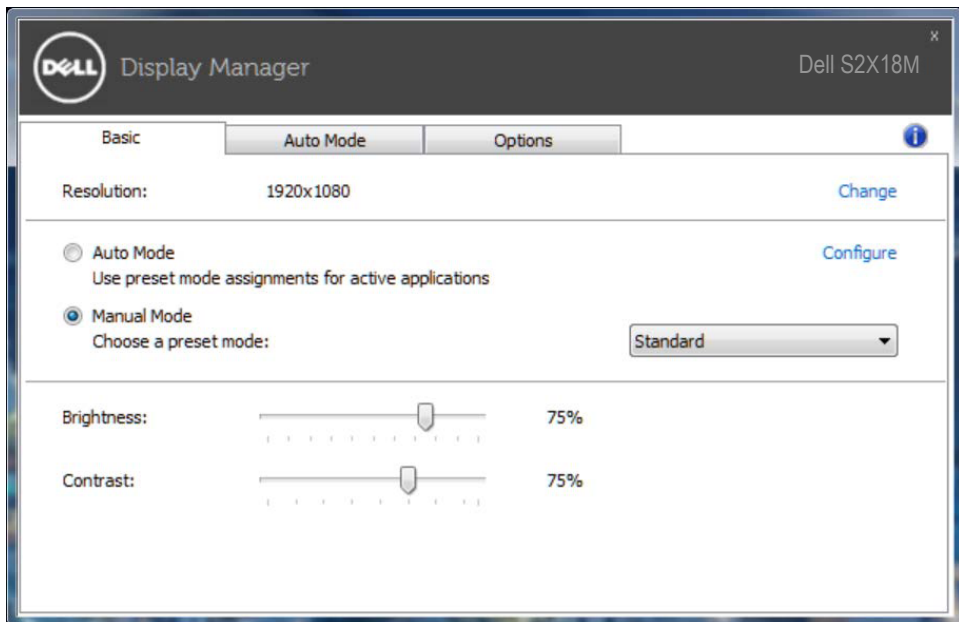 DELL Display Manager
Dell S2X18M
x
Basic
Auto Mode
Options
Resolution:
1920x1080
Change
Auto Mode
Configure
Use preset mode assignments for active applications
Manual Mode
Choose a preset mode:
Standard
Brightness:
75%
Contrast:
75%